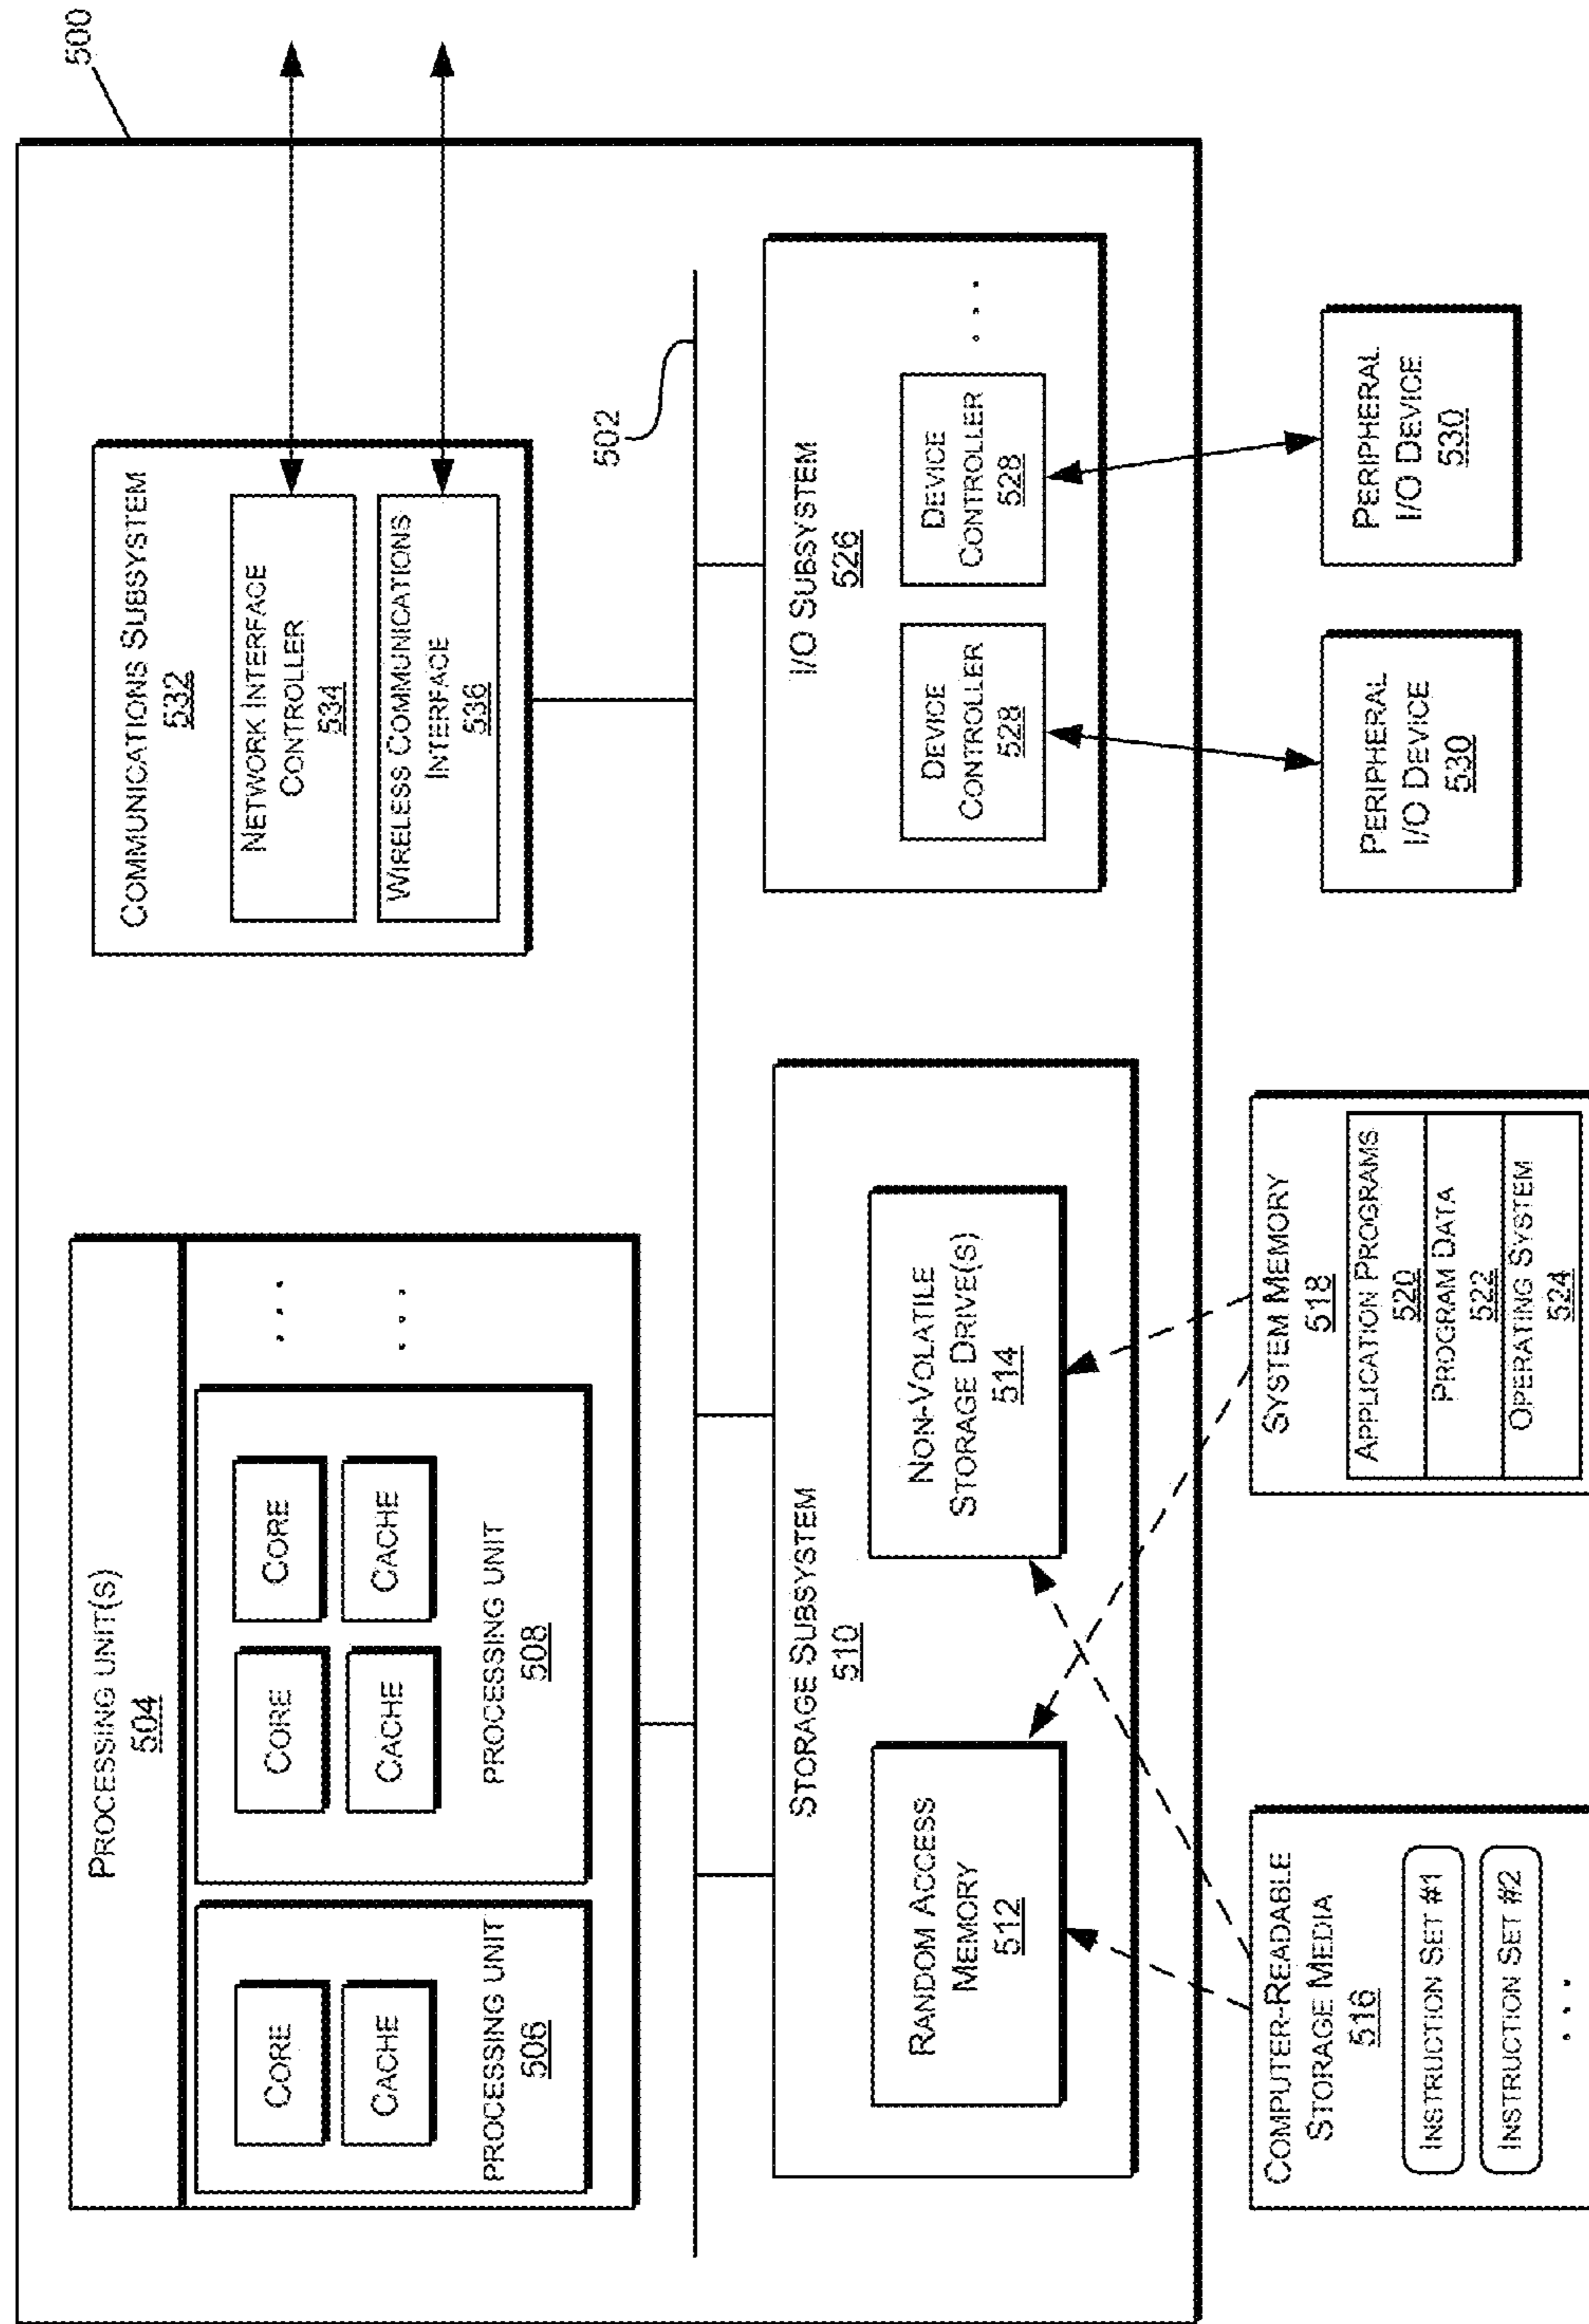 500
PROCESSING UNIT(S)
504
CORE
CACHE
PROCESSING UNIT
506
CORE
CORE
CACHE
CACHE
PROCESSING UNIT
508
. . .
. . .
COMMUNICATIONS SUBSYSTEM
532
NETWORK INTERFACE
CONTROLLER
534
WIRELESS COMMUNICATIONS
INTERFACE
536
502
STORAGE SUBSYSTEM
510
RANDOM ACCESS
MEMORY
512
NON-VOLATILE
STORAGE DRIVE(S)
514
I/O SUBSYSTEM
526
DEVICE
CONTROLLER
528
DEVICE
CONTROLLER
528
. . .
COMPUTER-READABLE
STORAGE MEDIA
516
INSTRUCTION SET #1
INSTRUCTION SET #2
. . .
SYSTEM MEMORY
518
APPLICATION PROGRAMS
520
PROGRAM DATA
522
OPERATING SYSTEM
524
PERIPHERAL
I/O DEVICE
530
PERIPHERAL
I/O DEVICE
530